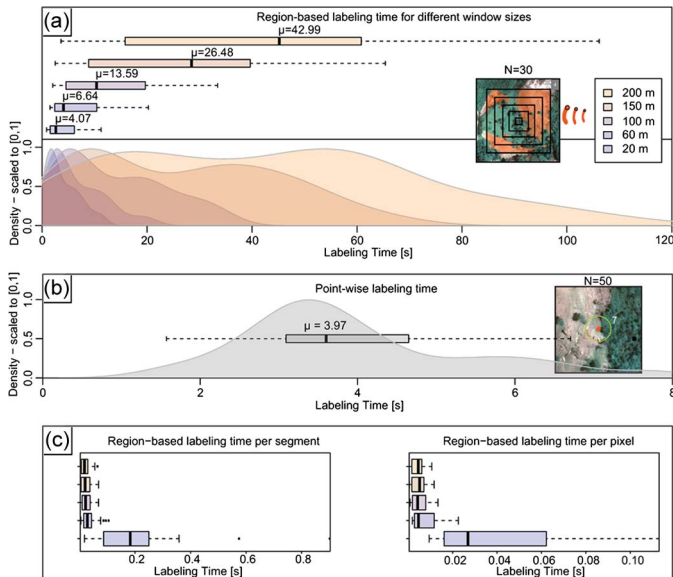 (a)
Region-based labeling time for different window sizes
μ=42.99
μ=26.48
μ=13.59
μ=6.64
μ=4.07
N=30
200 m
150 m
100 m
60 m
20 m
Density − scaled to [0,1]
1.0
0.5
0.0
0 20 40 60 80 100 120
Labeling Time [s]
(b)
Point-wise labeling time
N=50
μ = 3.97
?
Density − scaled to [0,1]
1.0
0.5
0.0
0 2 4 6 8
Labeling Time [s]
(c)
Region−based labeling time per segment
0.2 0.4 0.6 0.8
Labeling Time [s]
Region−based labeling time per pixel
0.02 0.04 0.06 0.08 0.10
Labeling Time [s]